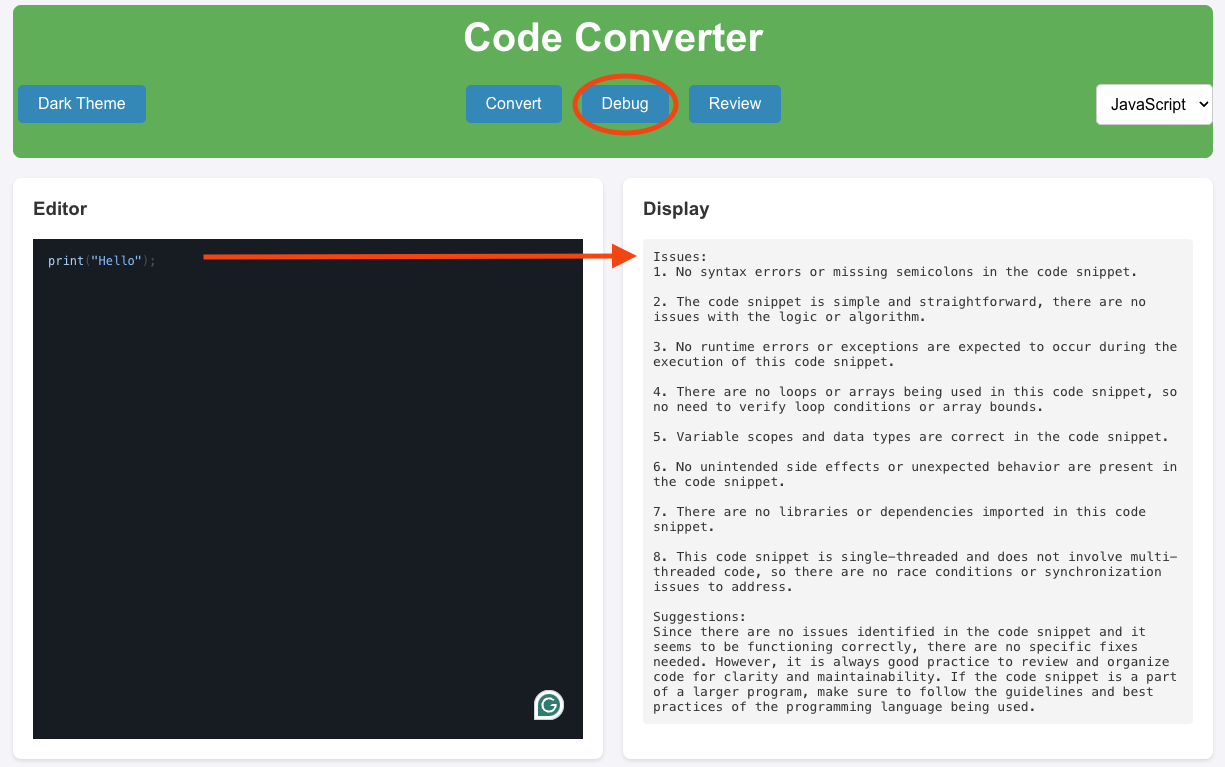 Code Converter
Dark Theme
Convert
Debug
Review
JavaScript
Editor
Display
print("Hello");
Issues:
1. No syntax errors or missing semicolons in the code snippet.
2. The code snippet is simple and straightforward, there are no
issues with the logic or algorithm.
3. No runtime errors or exceptions are expected to occur during the
execution of this code snippet.
4. There are no loops or arrays being used in this code snippet, so
no need to verify loop conditions or array bounds.
5. Variable scopes and data types are correct in the code snippet.
6. No unintended side effects or unexpected behavior are present in
the code snippet.
7. There are no libraries or dependencies imported in this code
snippet.
8. This code snippet is single-threaded and does not involve multi-
threaded code, so there are no race conditions or synchronization
issues to address.
Suggestions:
Since there are no issues identified in the code snippet and it
seems to be functioning correctly, there are no specific fixes
needed. However, it is always good practice to review and organize
code for clarity and maintainability. If the code snippet is a part
of a larger program, make sure to follow the guidelines and best
practices of the programming language being used.